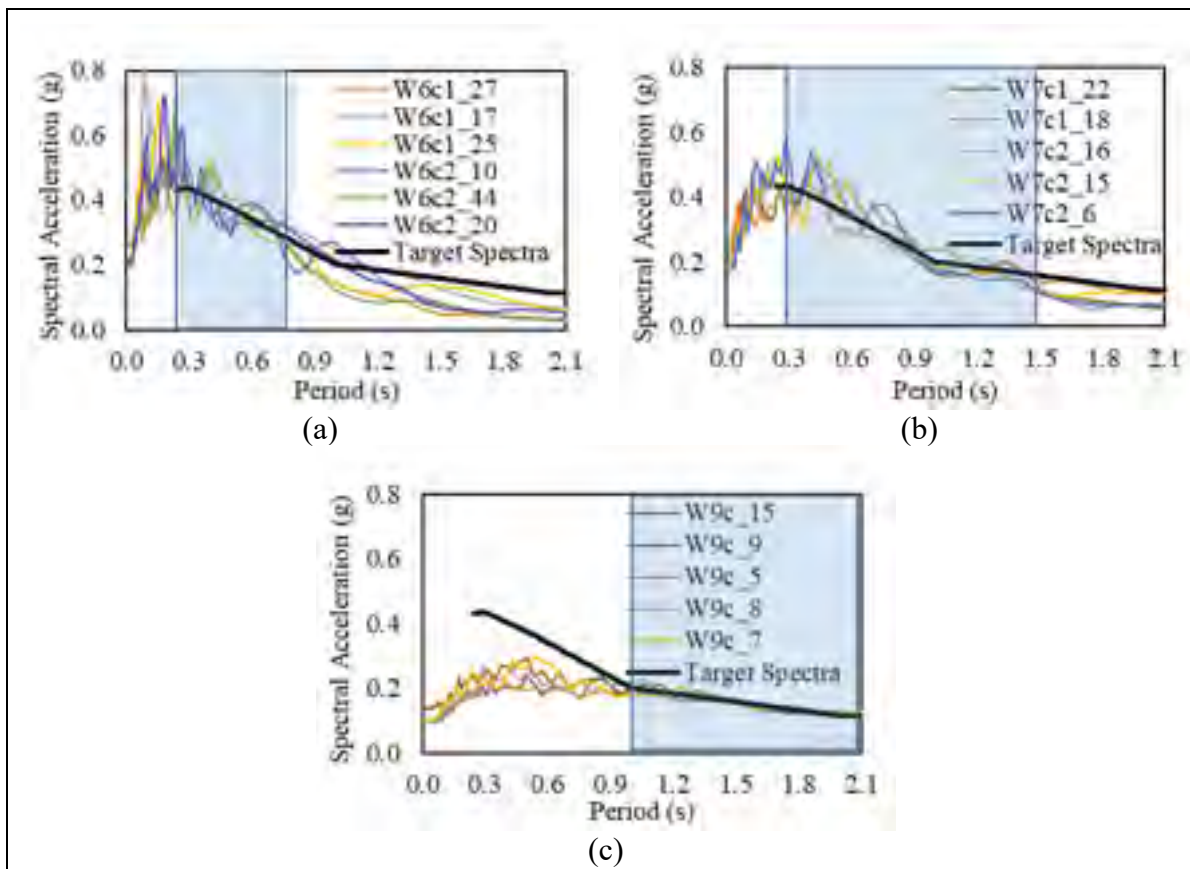 0.8
0.6
0.4
0.2
0.0
Spectral Acceleration (g)
W6c1_27
W6c1_17
W6c1_25
W6c2_10
W6c2_44
W6c2_20
Target Spectra
0.0 0.3 0.6 0.9 1.2 1.5 1.8 2.1
Period (s)
(a)
0.8
0.6
0.4
0.2
0.0
Spectral Acceleration (g)
W7c1_22
W7c1_18
W7c2_16
W7c2_15
W7c2_6
Target Spectra
0.0 0.3 0.6 0.9 1.2 1.5 1.8 2.1
Period (s)
(b)
0.8
0.6
0.4
0.2
0.0
Spectral Acceleration (g)
W9c_15
W9c_9
W9c_5
W9c_8
W9c_7
Target Spectra
0.0 0.3 0.6 0.9 1.2 1.5 1.8 2.1
Period (s)
(c)